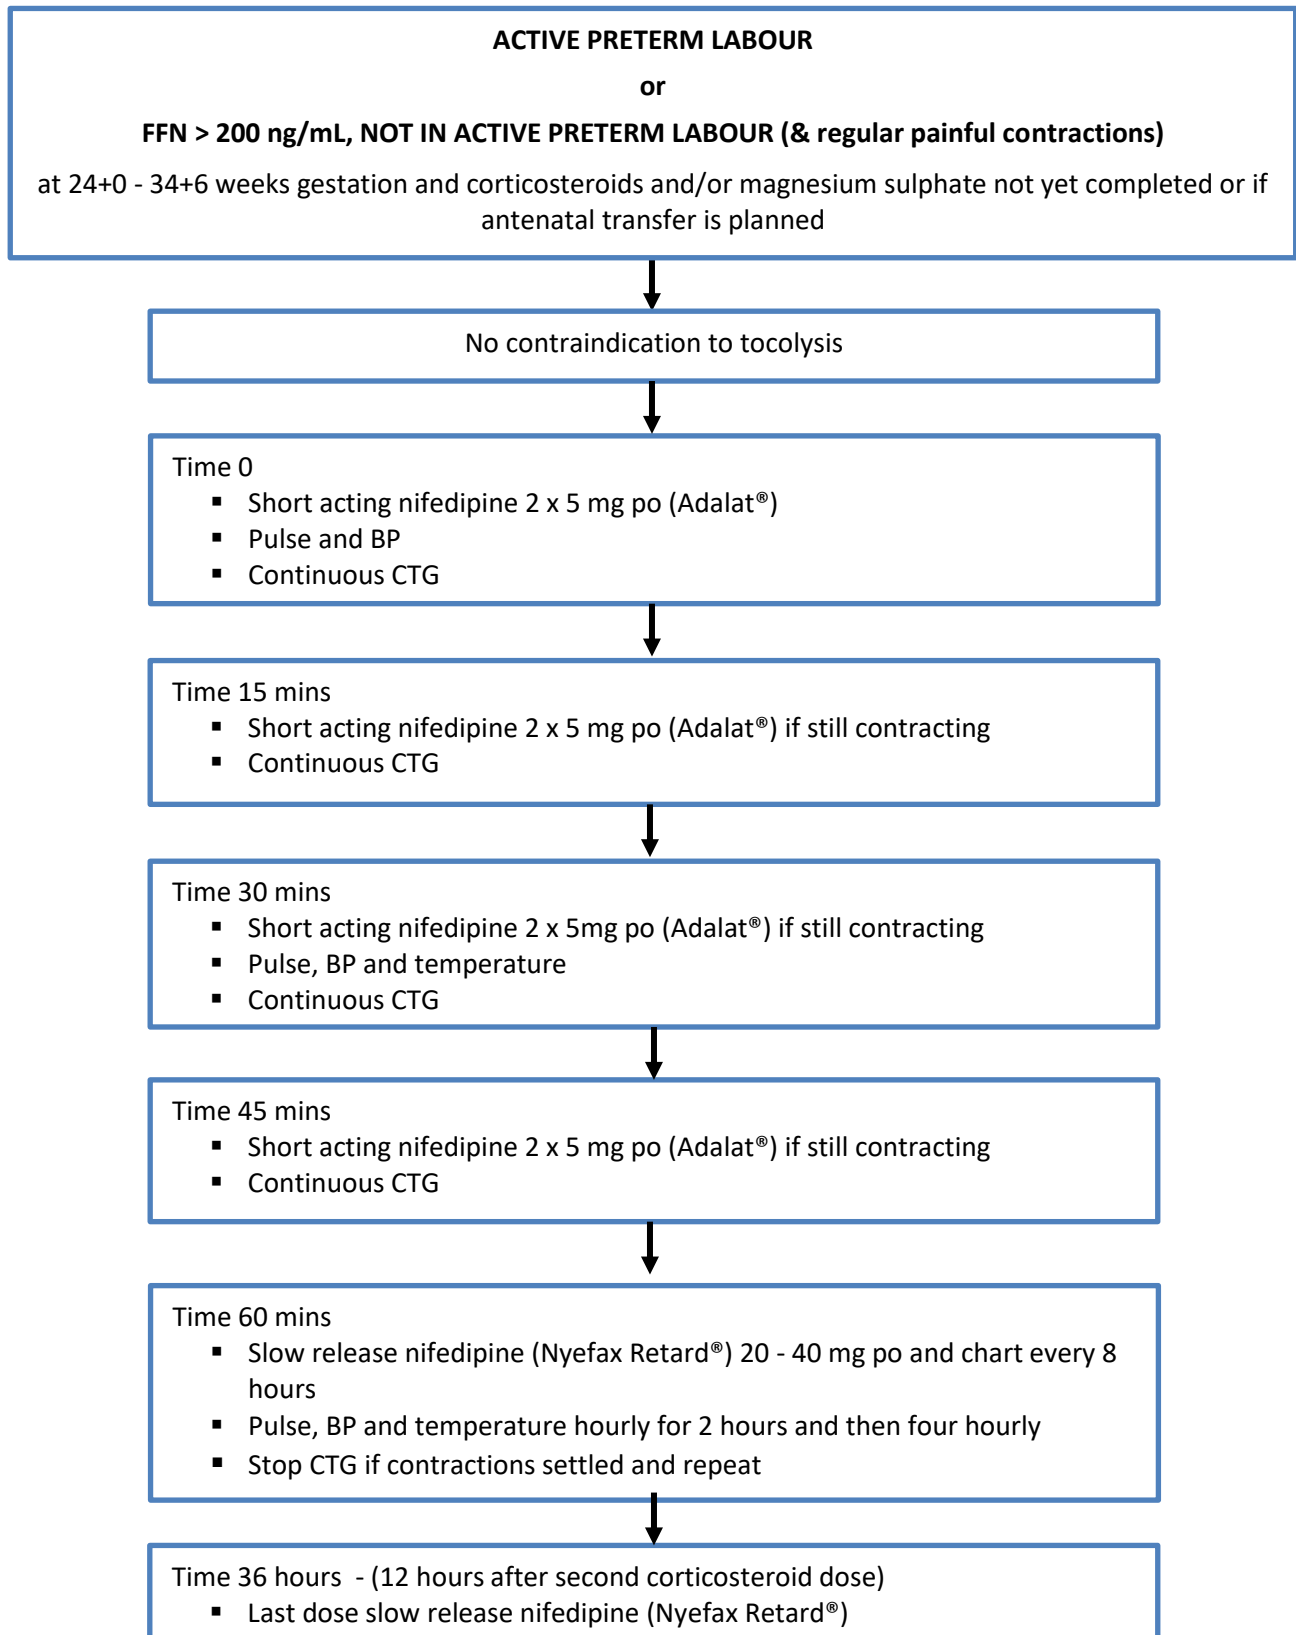 ACTIVE PRETERM LABOUR
or
FFN > 200 ng/mL, NOT IN ACTIVE PRETERM LABOUR (& regular painful contractions)
at 24+0 - 34+6 weeks gestation and corticosteroids and/or magnesium sulphate not yet completed or if
antenatal transfer is planned
No contraindication to tocolysis
Time 0
▪ Short acting nifedipine 2 x 5 mg po (Adalat®)
▪ Pulse and BP
▪ Continuous CTG
Time 15 mins
▪ Short acting nifedipine 2 x 5 mg po (Adalat®) if still contracting
▪ Continuous CTG
Time 30 mins
▪ Short acting nifedipine 2 x 5mg po (Adalat®) if still contracting
▪ Pulse, BP and temperature
▪ Continuous CTG
Time 45 mins
▪ Short acting nifedipine 2 x 5 mg po (Adalat®) if still contracting
▪ Continuous CTG
Time 60 mins
▪ Slow release nifedipine (Nyefax Retard®) 20 - 40 mg po and chart every 8
hours
▪ Pulse, BP and temperature hourly for 2 hours and then four hourly
▪ Stop CTG if contractions settled and repeat
Time 36 hours - (12 hours after second corticosteroid dose)
▪ Last dose slow release nifedipine (Nyefax Retard®)